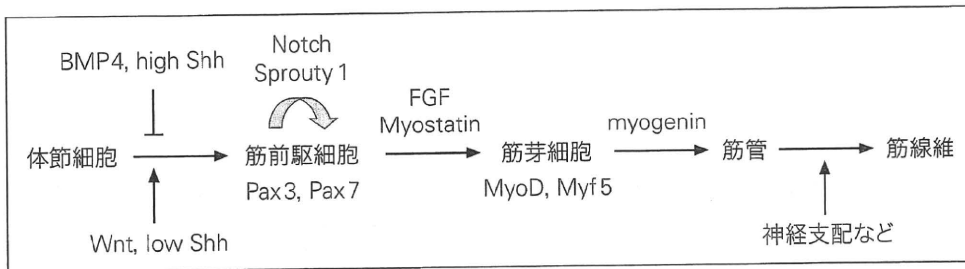 BMP4, high Shh
Notch
Sprouty 1
FGF
Myostatin
myogenin
体節細胞
筋前駆細胞
筋芽細胞
筋管
筋線維
Pax3, Pax7
MyoD, Myf5
Wnt, low Shh
神経支配など